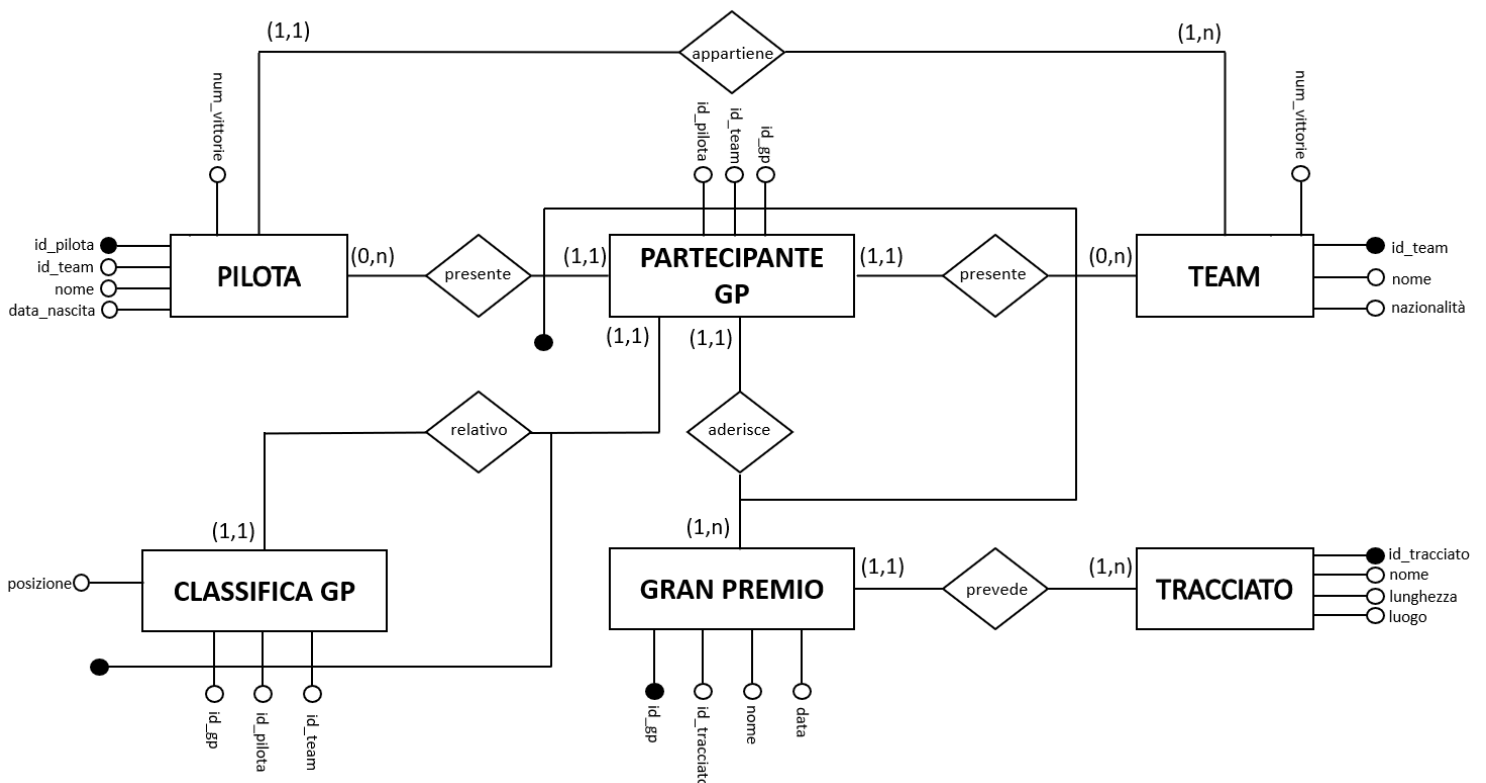 (1,1)
appartiene
(1,n)
num_vittorie
id_pilota
id_team
id_gp
num_vittorie
id_pilota
id_team
nome
data_nascita
PILOTA
(0,n)
presente
(1,1)
PARTECIPANTE
GP
(1,1)
presente
(0,n)
TEAM
id_team
nome
nazionalità
(1,1)
(1,1)
relativo
aderisce
(1,1)
(1,n)
posizione
CLASSIFICA GP
GRAN PREMIO
(1,1)
prevede
(1,n)
TRACCIATO
id_tracciato
nome
lunghezza
luogo
id_gp
id_pilota
id_team
id_gp
id_tracciato
nome
data